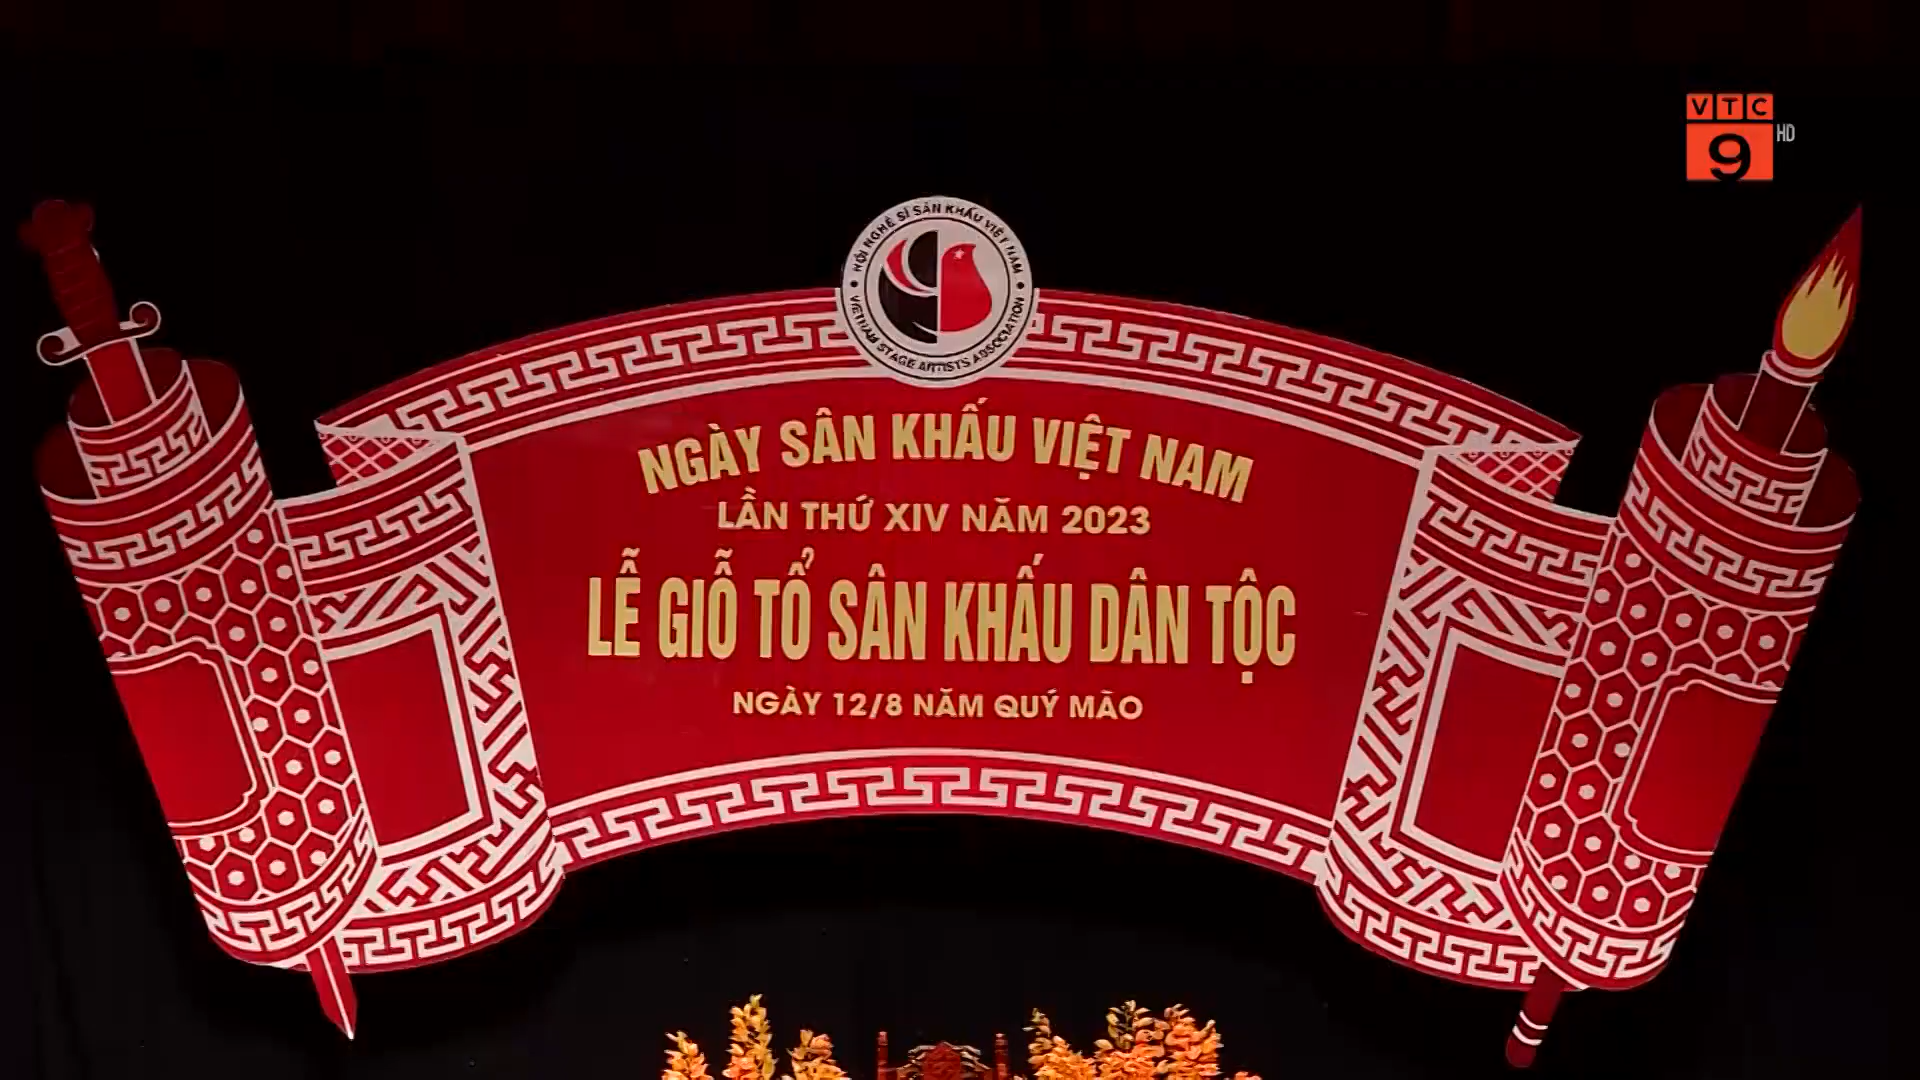 VTC
9 HD
HỘI NGHỆ SĨ SÂN KHẤU VIỆT NAM
VIETNAM STAGE ARTISTS ASSOCIATION
NGÀY SÂN KHẤU VIỆT NAM
LẦN THỨ XIV NĂM 2023
LỄ GIỖ TỔ SÂN KHẤU DÂN TỘC
NGÀY 12/8 NĂM QUÝ MÃO